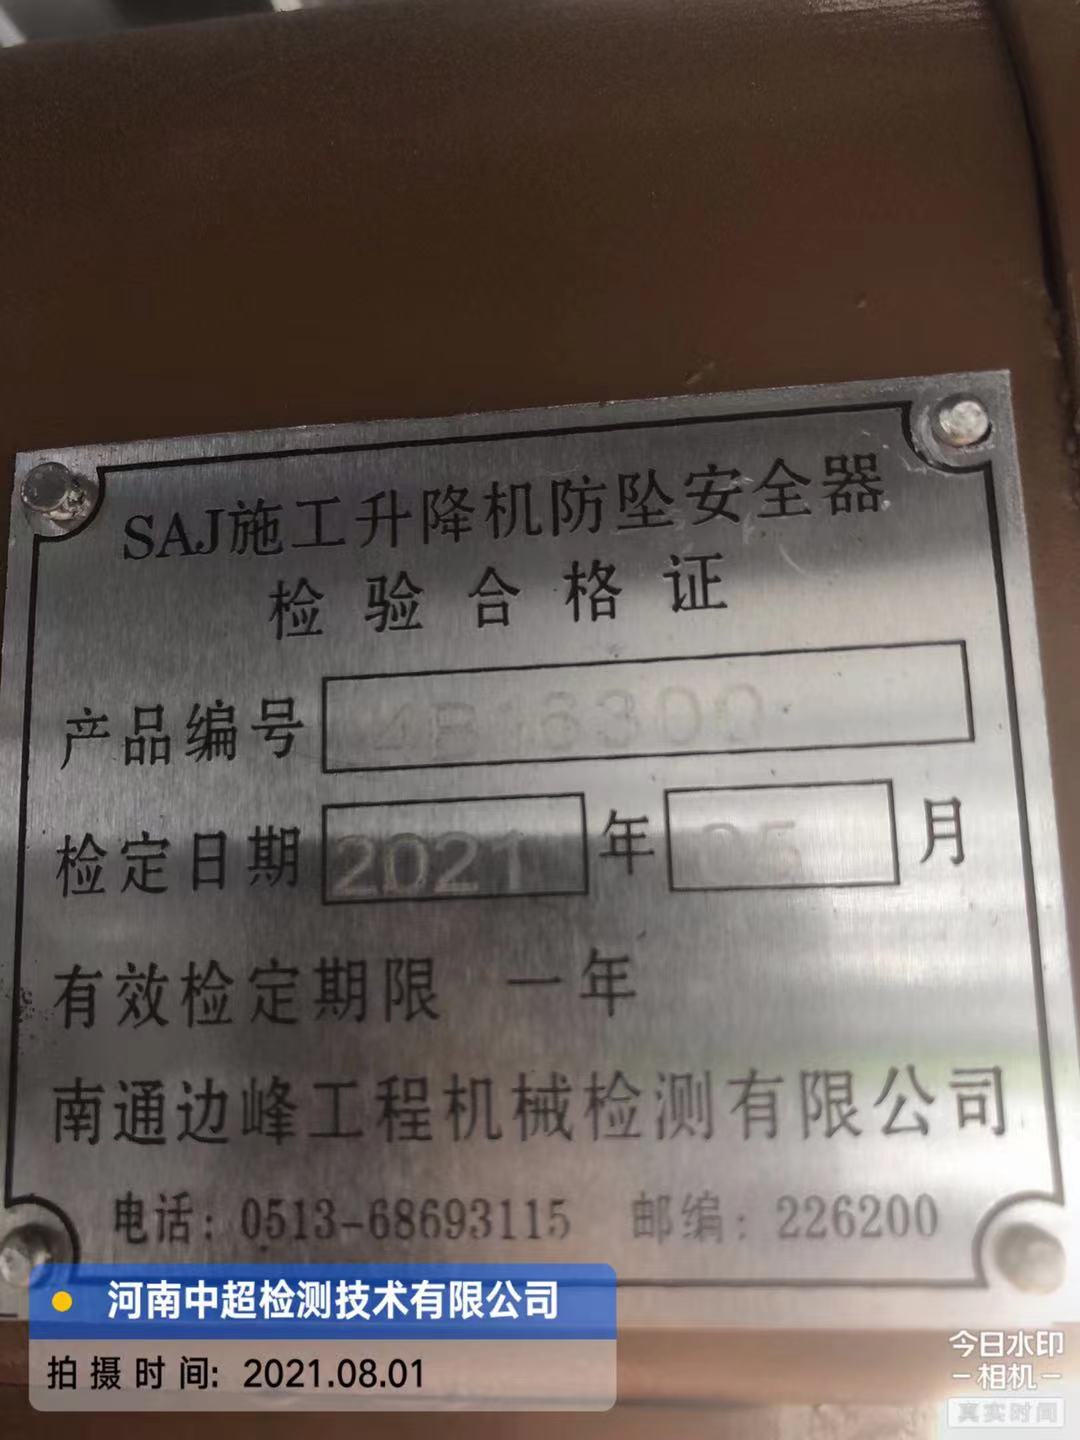 SAJ施工升降机防坠安全器
检验合格证
产品编号 4B16300
检定日期 2021 年 05 月
有效检定期限 一年
南通边峰工程机械检测有限公司
电话：0513-68693115 邮编：226200
河南中超检测技术有限公司
拍摄时间: 2021.08.01
今日水印
-相机-
真实时间